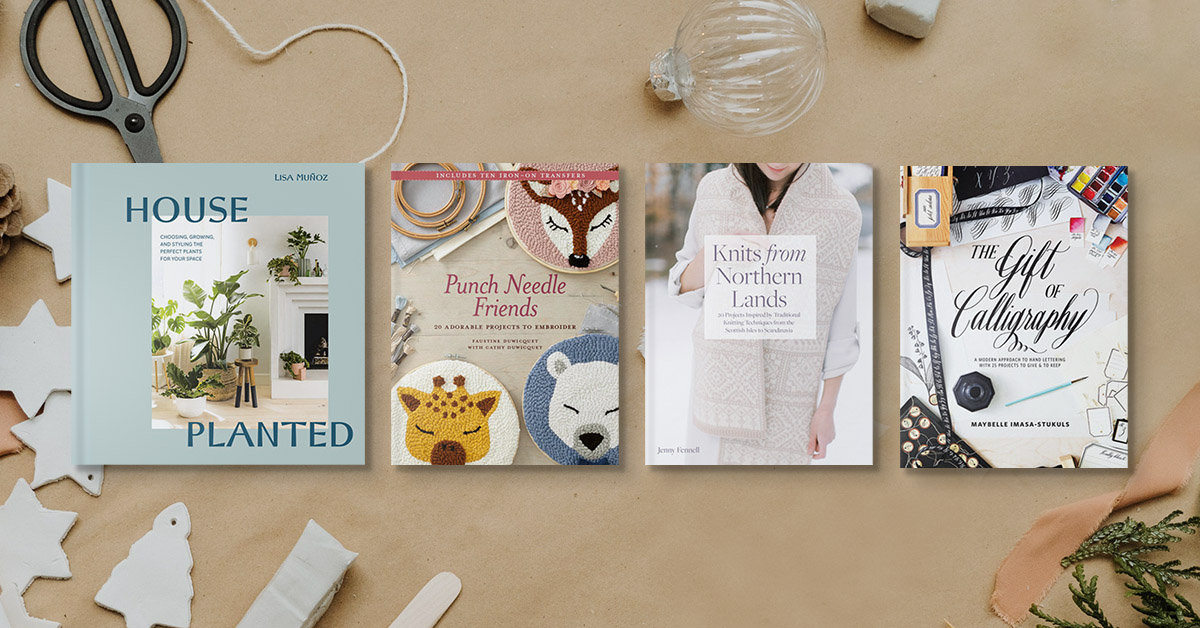 LISA MUÑOZ
HOUSE
CHOOSING, GROWING,
AND STYLING THE
PERFECT PLANTS
FOR YOUR SPACE
PLANTED
INCLUDES TEN IRON-ON TRANSFERS
Punch Needle
Friends
20 ADORABLE PROJECTS TO EMBROIDER
FAUSTINE DUWICQUET
WITH CATHY DUWICQUET
Knits from
Northern
Lands
20 Projects Inspired by Traditional
Knitting Techniques from the
Scottish Isles to Scandinavia
Jenny Fennell
xyz
THE
Gift
OF
Calligraphy
A MODERN APPROACH TO HAND LETTERING
WITH 25 PROJECTS TO GIVE & TO KEEP
MAYBELLE IMASA-STUKULS